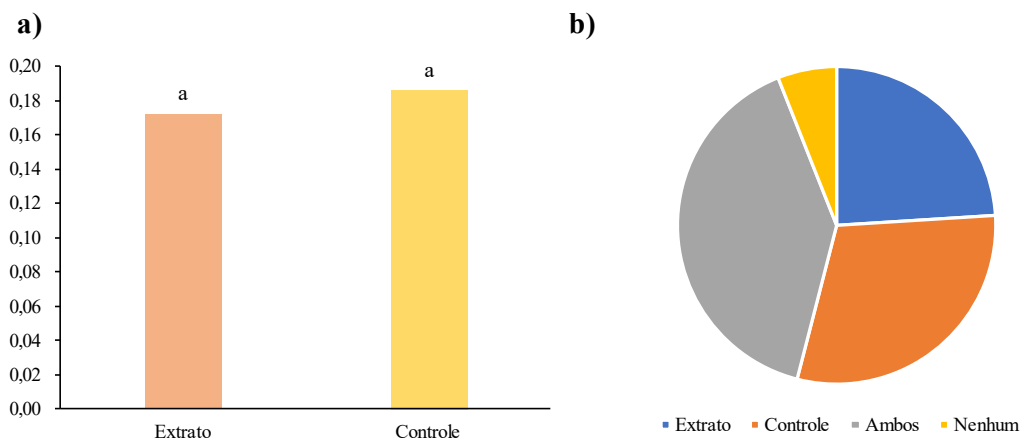 a)
b)
0,20
0,18
0,16
0,14
0,12
0,10
0,08
0,06
0,04
0,02
0,00
a
a
Extrato
Controle
Extrato Controle Ambos Nenhum